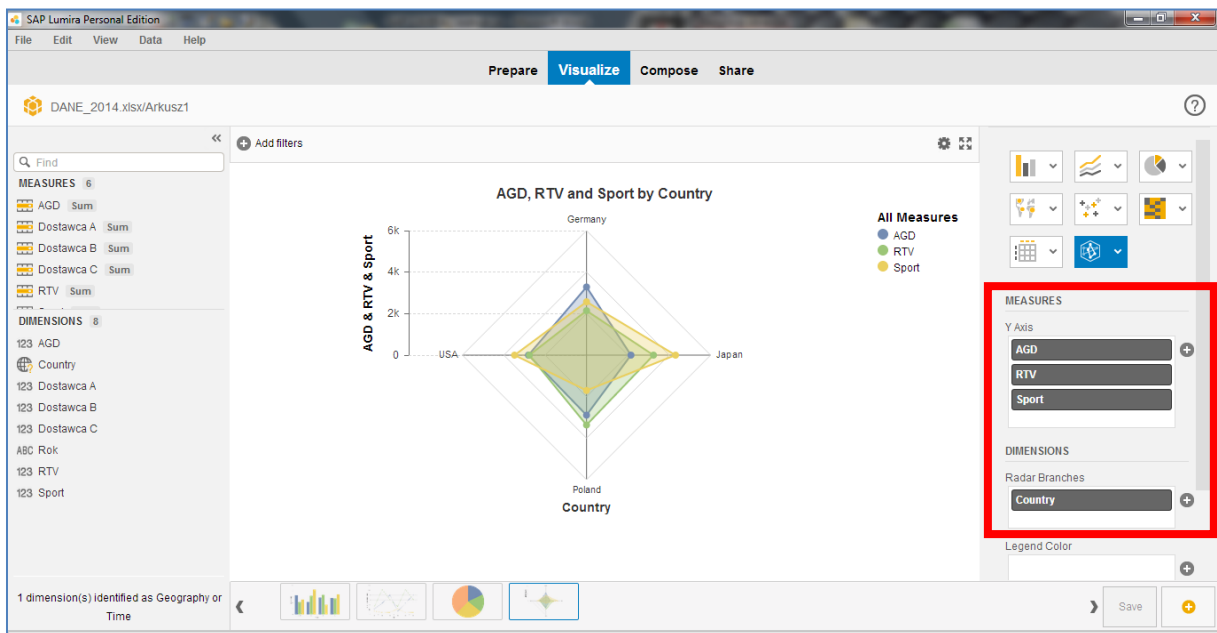 SAP Lumira Personal Edition
File Edit View Data Help
Prepare Visualize Compose Share
DANE_2014.xlsx/Arkusz1
Find
MEASURES 6
AGD Sum
Dostawca A Sum
Dostawca B Sum
Dostawca C Sum
RTV Sum
DIMENSIONS 8
123 AGD
Country
123 Dostawca A
123 Dostawca B
123 Dostawca C
ABC Rok
123 RTV
123 Sport
1 dimension(s) identified as Geography or
Time
Add filters
AGD, RTV and Sport by Country
Germany
6k
4k
2k
0
AGD & RTV & Sport
USA
Japan
Poland
Country
All Measures
AGD
RTV
Sport
MEASURES
Y Axis
AGD
RTV
Sport
DIMENSIONS
Radar Branches
Country
Legend Color
Save